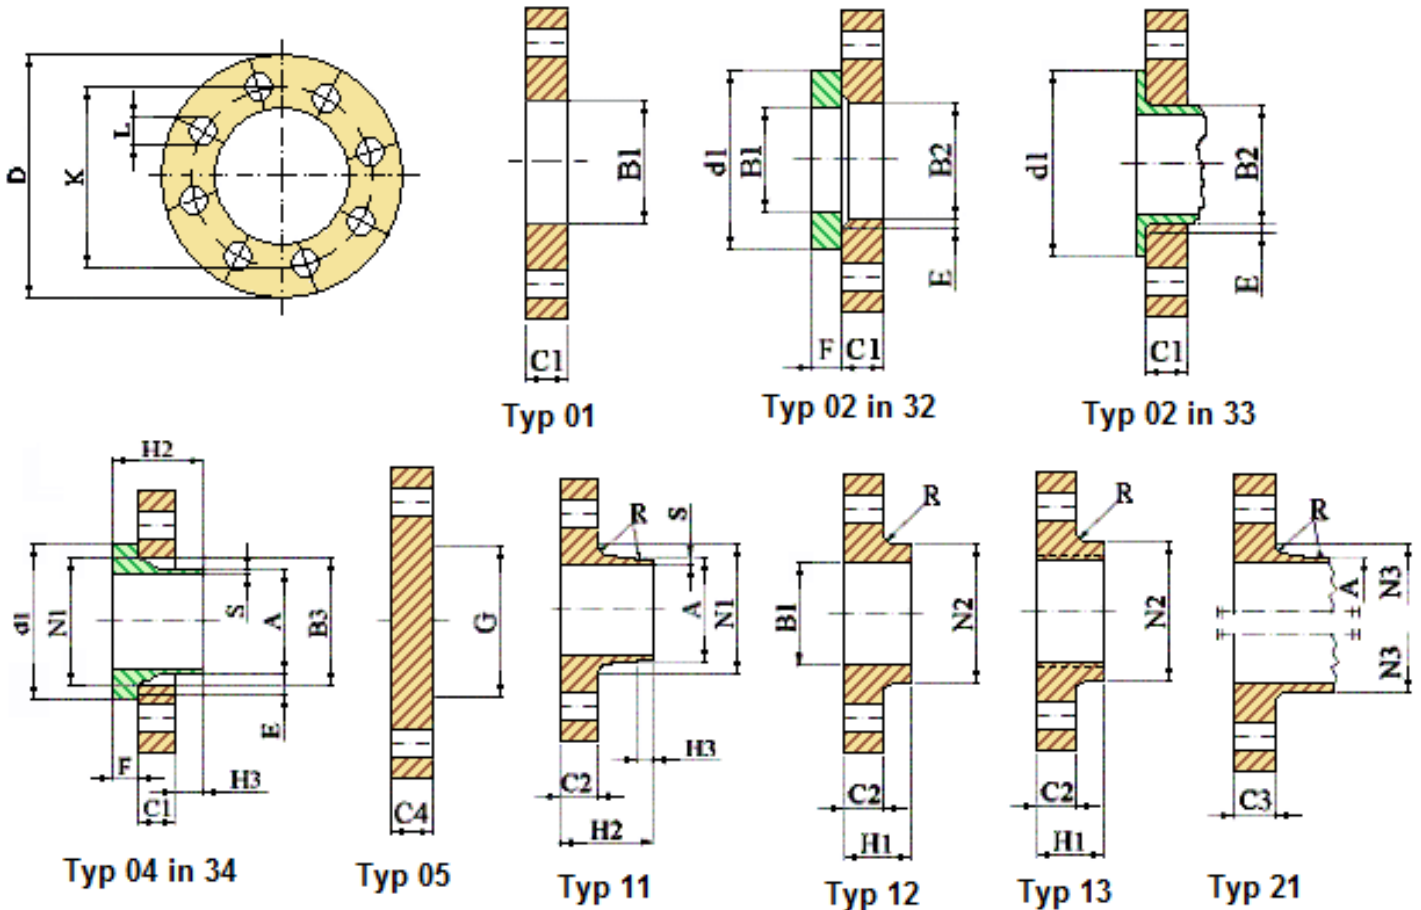 D
K
L
B1
C1
Typ 01
d1
B1
B2
E
F
C1
Typ 02 in 32
d1
B2
E
C1
Typ 02 in 33
H2
d1
N1
S
A
B3
E
F
H3
C1
Typ 04 in 34
G
C4
Typ 05
R
S
A
N1
H3
C2
H2
Typ 11
R
B1
N2
C2
H1
Typ 12
R
N2
C2
H1
Typ 13
R
A
N3
N3
C3
Typ 21